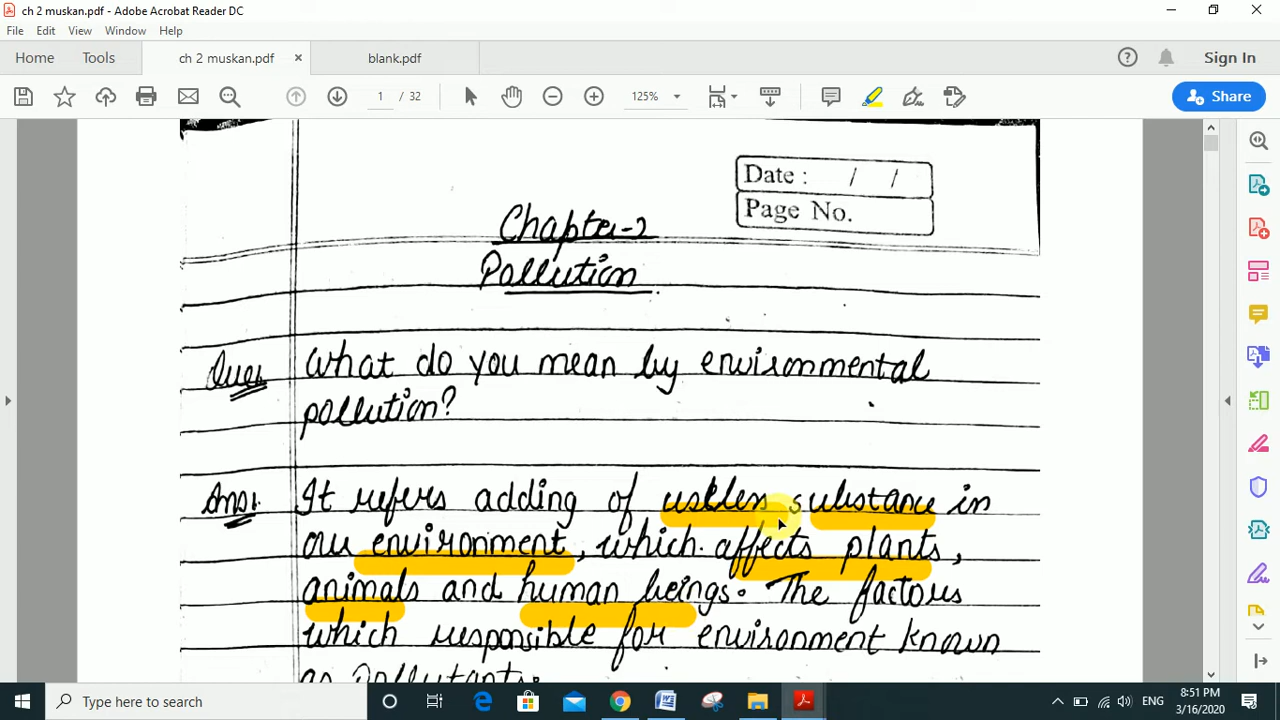 ch 2 muskan.pdf - Adobe Acrobat Reader DC
File Edit View Window Help
Home Tools ch 2 muskan.pdf × blank.pdf Sign In
1 / 32 125% Share
Date : / /
Page No.
Chapter-2
Pollution
Ques What do you mean by environmental
pollution?
Ans:- It refers adding of usless substance in
our environment, which affects plants,
animals and human beings. The factors
which responsible for environment known
as Pollutants.
Type here to search
ENG
8:51 PM
3/16/2020